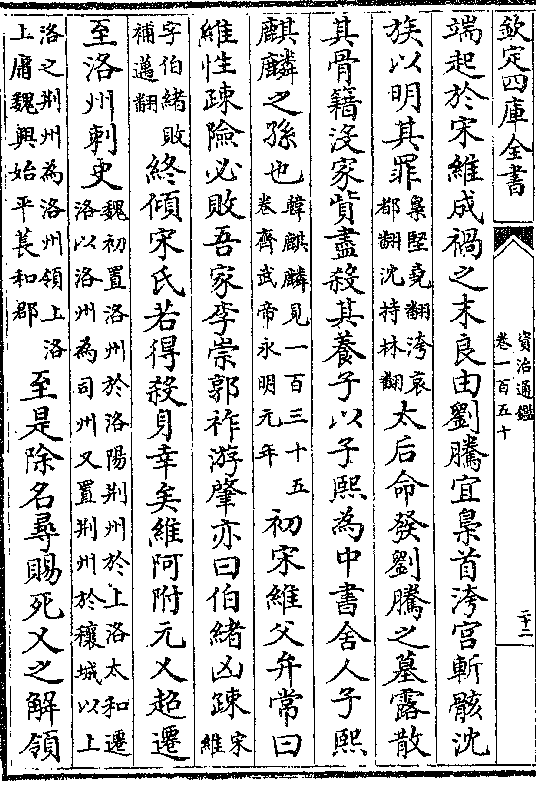 欽定四庫全書
資治通鑑
卷一百五十
二十二
端起於宋維成禍之末良由劉騰宜梟首洿宫斬骸沈
族以明其罪
梟堅堯翻洿哀
都翻沈持林翻
太后命發劉騰之墓露散
其骨籍沒家貲盡殺其養子以子熙為中書舍人子熙
麒麟之孫也
韓麒麟見一百三十五
卷齊武帝永明元年
初宋維父弁常曰
維性疎險必敗吾家李崇郭祚游肇亦曰伯緒凶疎
宋
維
字伯緒敗
補邁翻
終傾宋氏若得殺身幸矣維阿附元乂超遷
至洛州刺史
魏初置洛州於洛陽荆州於上洛太和遷
洛以洛州為司州又置荆州於穰城以上
洛之荆州為洛州領上洛
上庸魏興始平萇和郡
至是除名尋賜死乂之解領